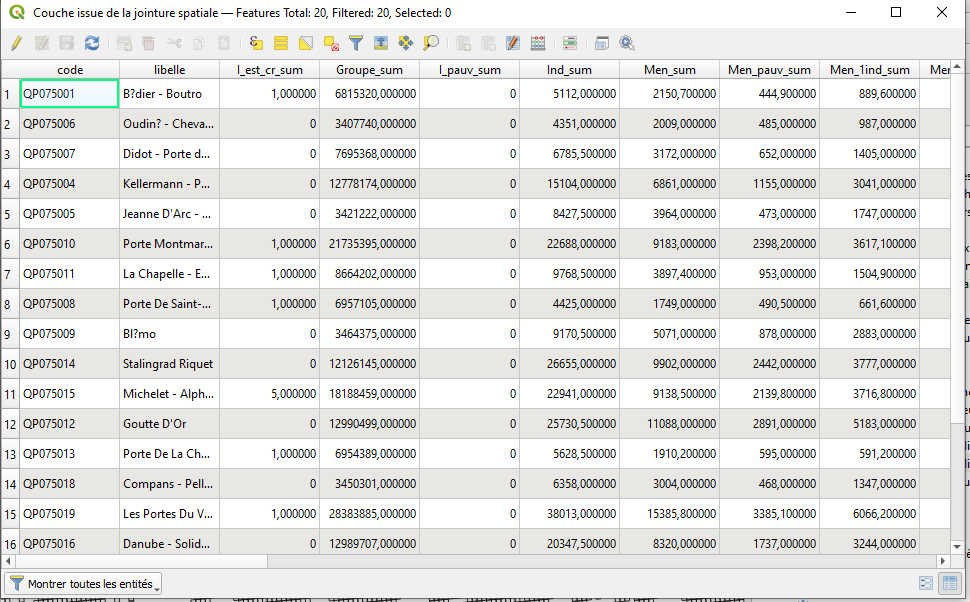 Couche issue de la jointure spatiale — Features Total: 20, Filtered: 20, Selected: 0
code libelle I_est_cr_sum Groupe_sum I_pauv_sum Ind_sum Men_sum Men_pauv_sum Men_1ind_sum Mer
1 QP075001 B?dier - Boutro 1,000000 6815320,000000 0 5112,000000 2150,700000 444,900000 889,600000
2 QP075006 Oudin? - Cheva... 0 3407740,000000 0 4351,000000 2009,000000 485,000000 987,000000
3 QP075007 Didot - Porte d... 0 7695368,000000 0 6785,500000 3172,000000 652,000000 1405,000000
4 QP075004 Kellermann - P... 0 12778174,000000 0 15104,000000 6861,000000 1155,000000 3041,000000
5 QP075005 Jeanne D'Arc - ... 0 3421222,000000 0 8427,500000 3964,000000 473,000000 1747,000000
6 QP075010 Porte Montmar... 1,000000 21735395,000000 0 22688,000000 9183,000000 2398,200000 3617,100000
7 QP075011 La Chapelle - E... 1,000000 8664202,000000 0 9768,500000 3897,400000 953,000000 1504,900000
8 QP075008 Porte De Saint-... 1,000000 6957105,000000 0 4425,000000 1749,000000 490,500000 661,600000
9 QP075009 Bl?mo 0 3464375,000000 0 9170,500000 5071,000000 878,000000 2883,000000
10 QP075014 Stalingrad Riquet 0 12126145,000000 0 26655,000000 9902,000000 2442,000000 3777,000000
11 QP075015 Michelet - Alph... 5,000000 18188459,000000 0 22941,000000 9138,500000 2139,800000 3716,800000
12 QP075012 Goutte D'Or 0 12990499,000000 0 25730,500000 11088,000000 2891,000000 5183,000000
13 QP075013 Porte De La Ch... 1,000000 6954389,000000 0 5628,500000 1910,200000 595,000000 591,200000
14 QP075018 Compans - Pell... 0 3450301,000000 0 6358,000000 3004,000000 468,000000 1347,000000
15 QP075019 Les Portes Du V... 1,000000 28383885,000000 0 38013,000000 15385,800000 3385,100000 6066,200000
16 QP075016 Danube - Solid... 0 12989707,000000 0 20347,500000 8320,000000 1737,000000 3244,000000
Montrer toutes les entités